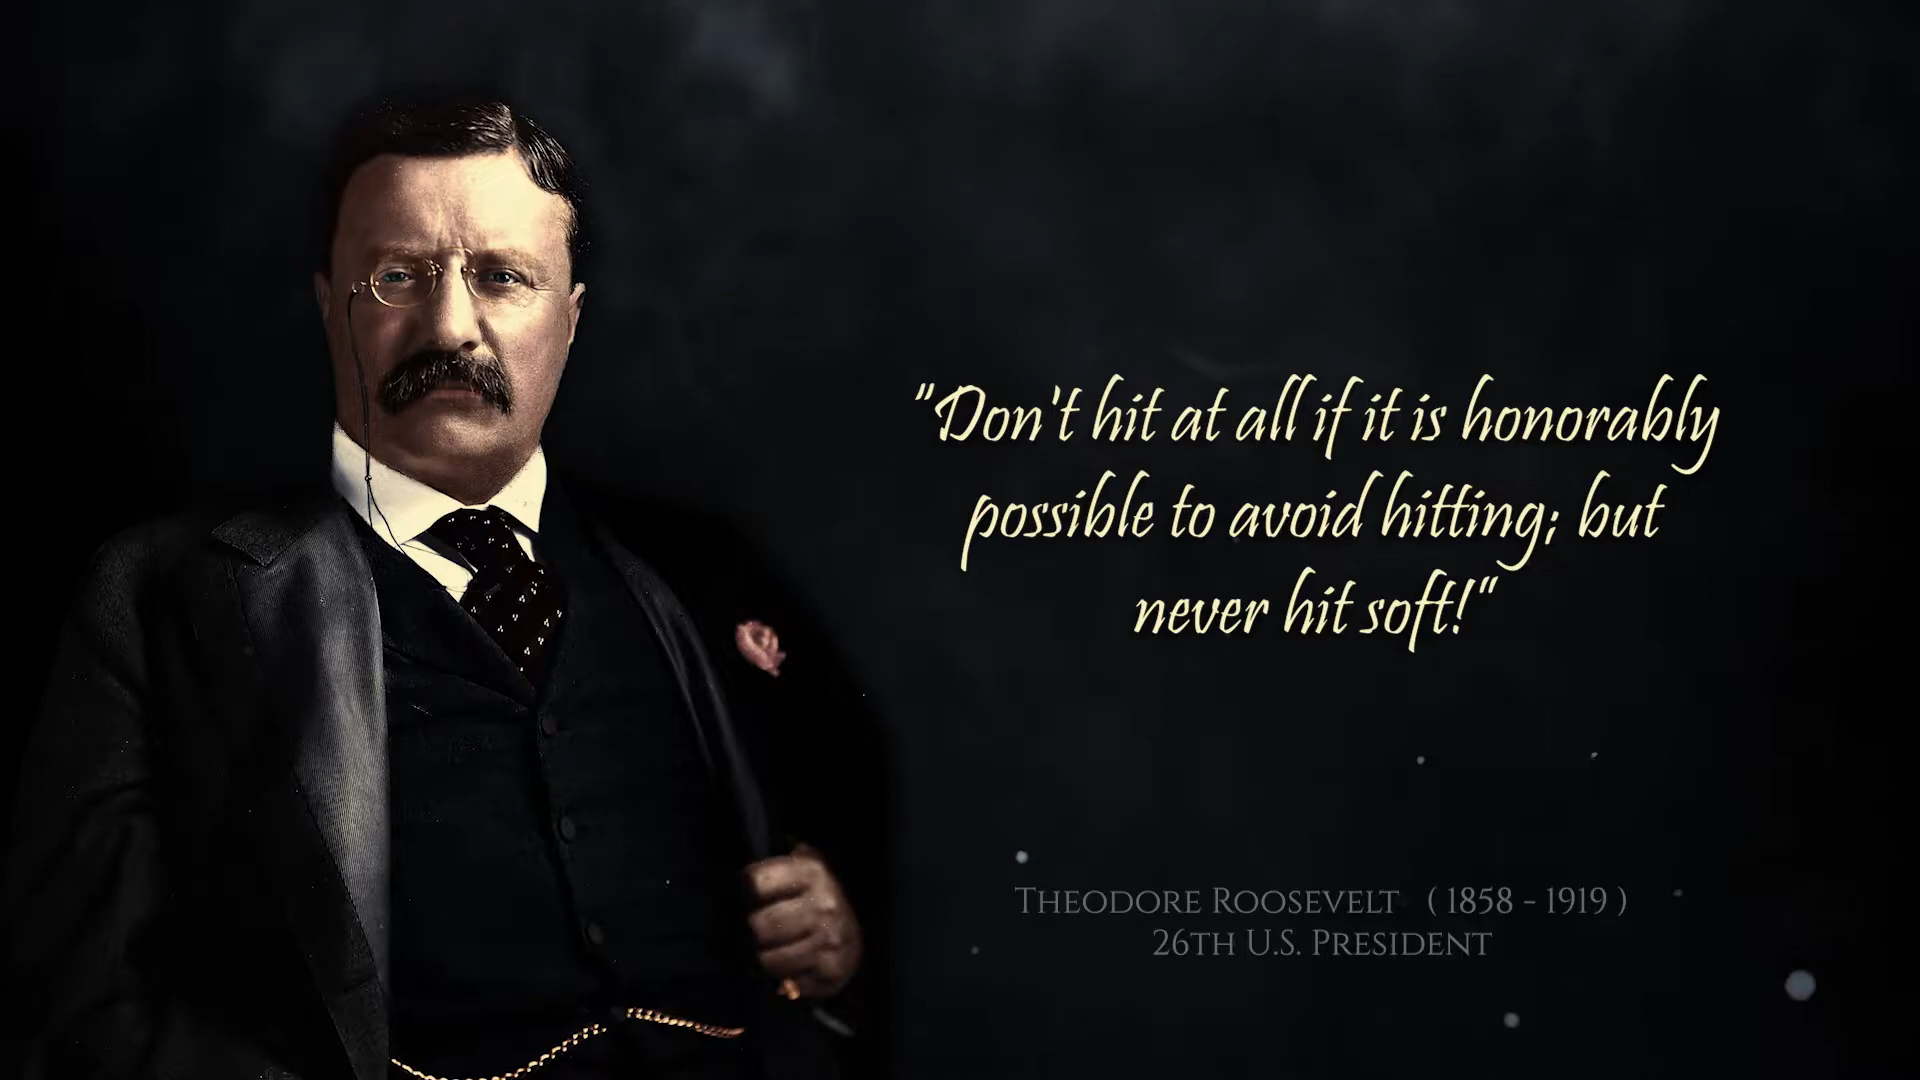 "Don't hit at all if it is honorably
possible to avoid hitting; but
never hit soft!"
Theodore Roosevelt (1858 - 1919)
26th U.S. President